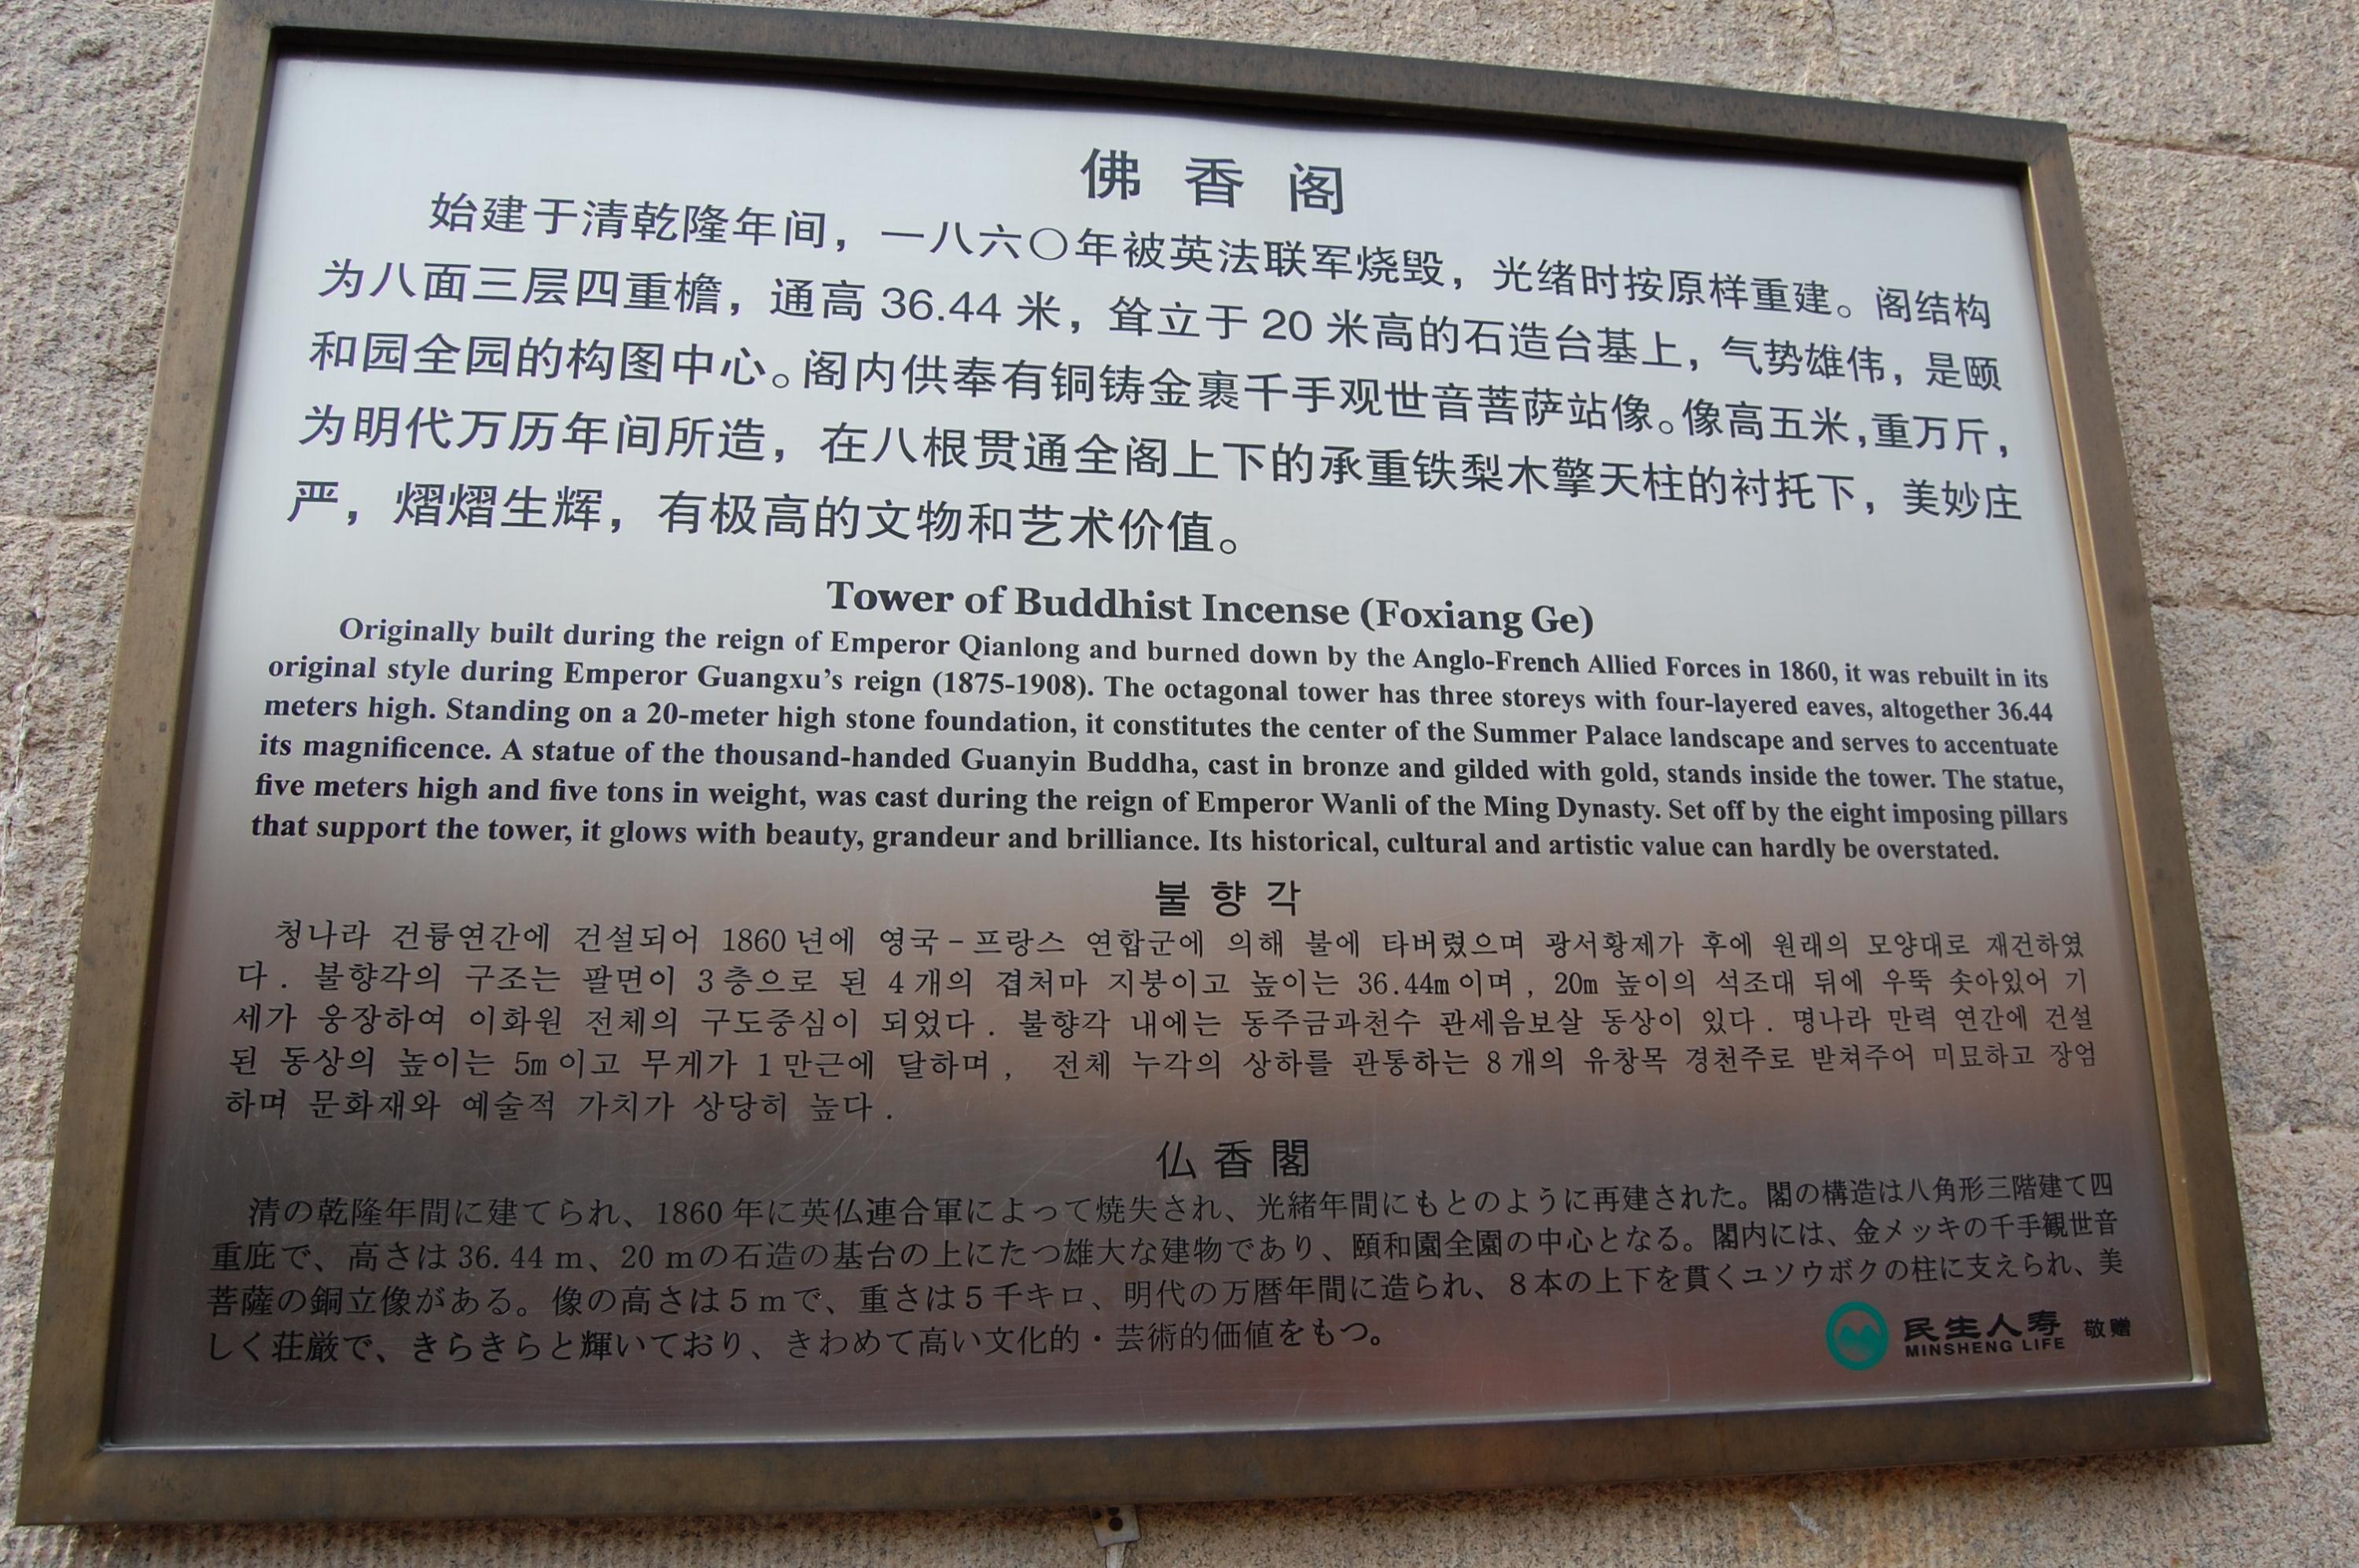 佛香阁
始建于清乾隆年间，一八六〇年被英法联军烧毁，光绪时按原样重建。阁结构
为八面三层四重檐，通高 36.44 米，耸立于 20 米高的石造台基上，气势雄伟，是颐
和园全园的构图中心。阁内供奉有铜铸金裹千手观世音菩萨站像。像高五米，重万斤，
为明代万历年间所造，在八根贯通全阁上下的承重铁梨木擎天柱的衬托下，美妙庄
严，熠熠生辉，有极高的文物和艺术价值。
Tower of Buddhist Incense (Foxiang Ge)
Originally built during the reign of Emperor Qianlong and burned down by the Anglo-French Allied Forces in 1860, it was rebuilt in its
original style during Emperor Guangxu's reign (1875-1908). The octagonal tower has three storeys with four-layered eaves, altogether 36.44
meters high. Standing on a 20-meter high stone foundation, it constitutes the center of the Summer Palace landscape and serves to accentuate
its magnificence. A statue of the thousand-handed Guanyin Buddha, cast in bronze and gilded with gold, stands inside the tower. The statue,
five meters high and five tons in weight, was cast during the reign of Emperor Wanli of the Ming Dynasty. Set off by the eight imposing pillars
that support the tower, it glows with beauty, grandeur and brilliance. Its historical, cultural and artistic value can hardly be overstated.
불향각
청나라 건륭연간에 건설되어 1860년에 영국-프랑스 연합군에 의해 불에 타버렸으며 광서황제가 후에 원래의 모양대로 재건하였
다. 불향각의 구조는 팔면이 3층으로 된 4개의 겹처마 지붕이고 높이는 36.44m이며, 20m 높이의 석조대 뒤에 우뚝 솟아있어 기
세가 웅장하여 이화원 전체의 구도중심이 되었다. 불향각 내에는 동주금과천수 관세음보살 동상이 있다. 명나라 만력 연간에 건설
된 동상의 높이는 5m이고 무게가 1만근에 달하며, 전체 누각의 상하를 관통하는 8개의 유창목 경천주로 받쳐주어 미묘하고 장엄
하며 문화재와 예술적 가치가 상당히 높다.
仏香閣
清の乾隆年間に建てられ、1860 年に英仏連合軍によって焼失され、光緒年間にもとのように再建された。閣の構造は八角形三階建て四
重庇で、高さは 36.44 m、20 mの石造の基台の上にたつ雄大な建物であり、頤和園全園の中心となる。閣内には、金メッキの千手観世音
菩薩の銅立像がある。像の高さは5mで、重さは5千キロ、明代の万暦年間に造られ、8本の上下を貫くユソウボクの柱に支えられ、美
しく荘厳で、きらきらと輝いており、きわめて高い文化的・芸術的価値をもつ。
民生人寿 敬赠
MINSHENG LIFE